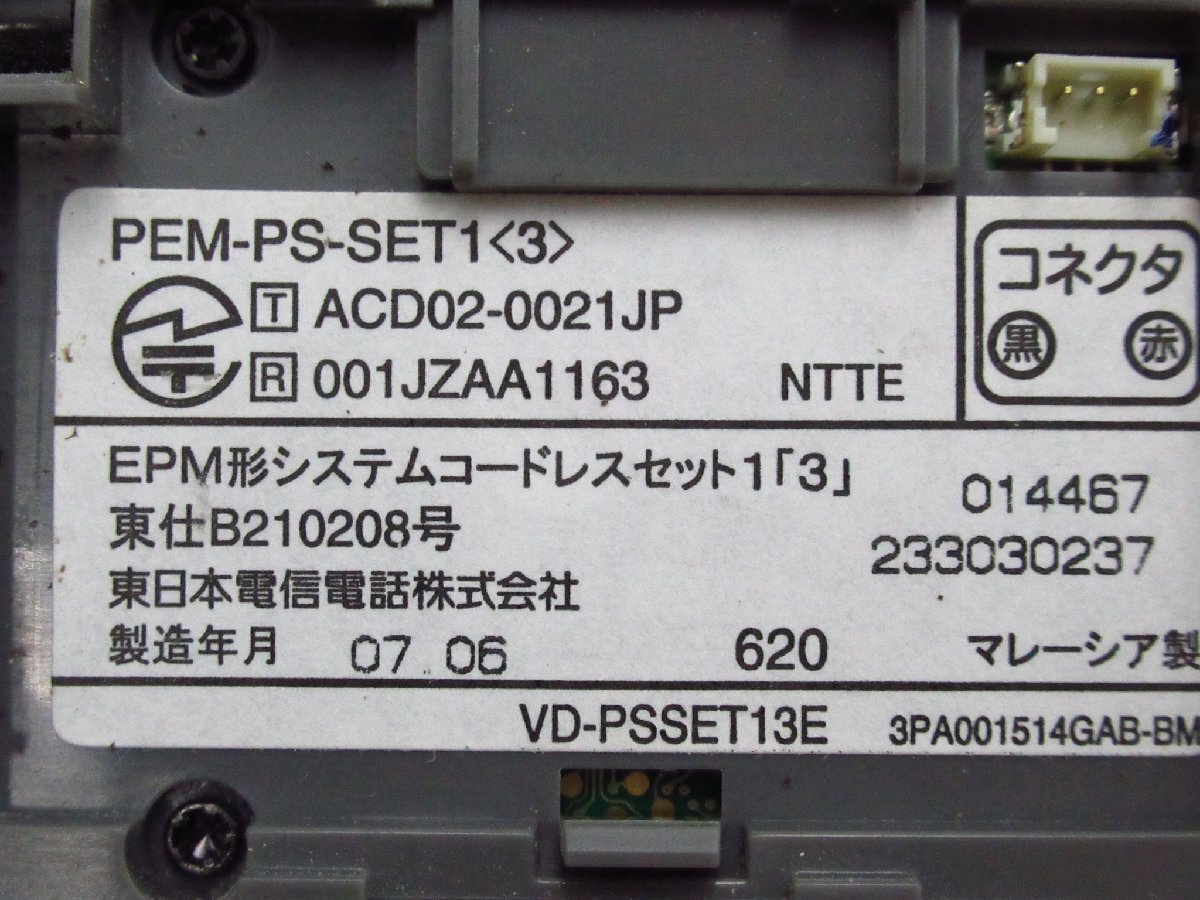 PEM-PS-SET1<3>
T ACD02-0021JP
R 001JZAA1163 NTTE
コネクタ
黒 赤
EPM形システムコードレスセット1「3」
014467
東仕B210208号
233030237
東日本電信電話株式会社
製造年月 07 06 620 マレーシア製
VD-PSSET13E 3PA001514GAB-BM